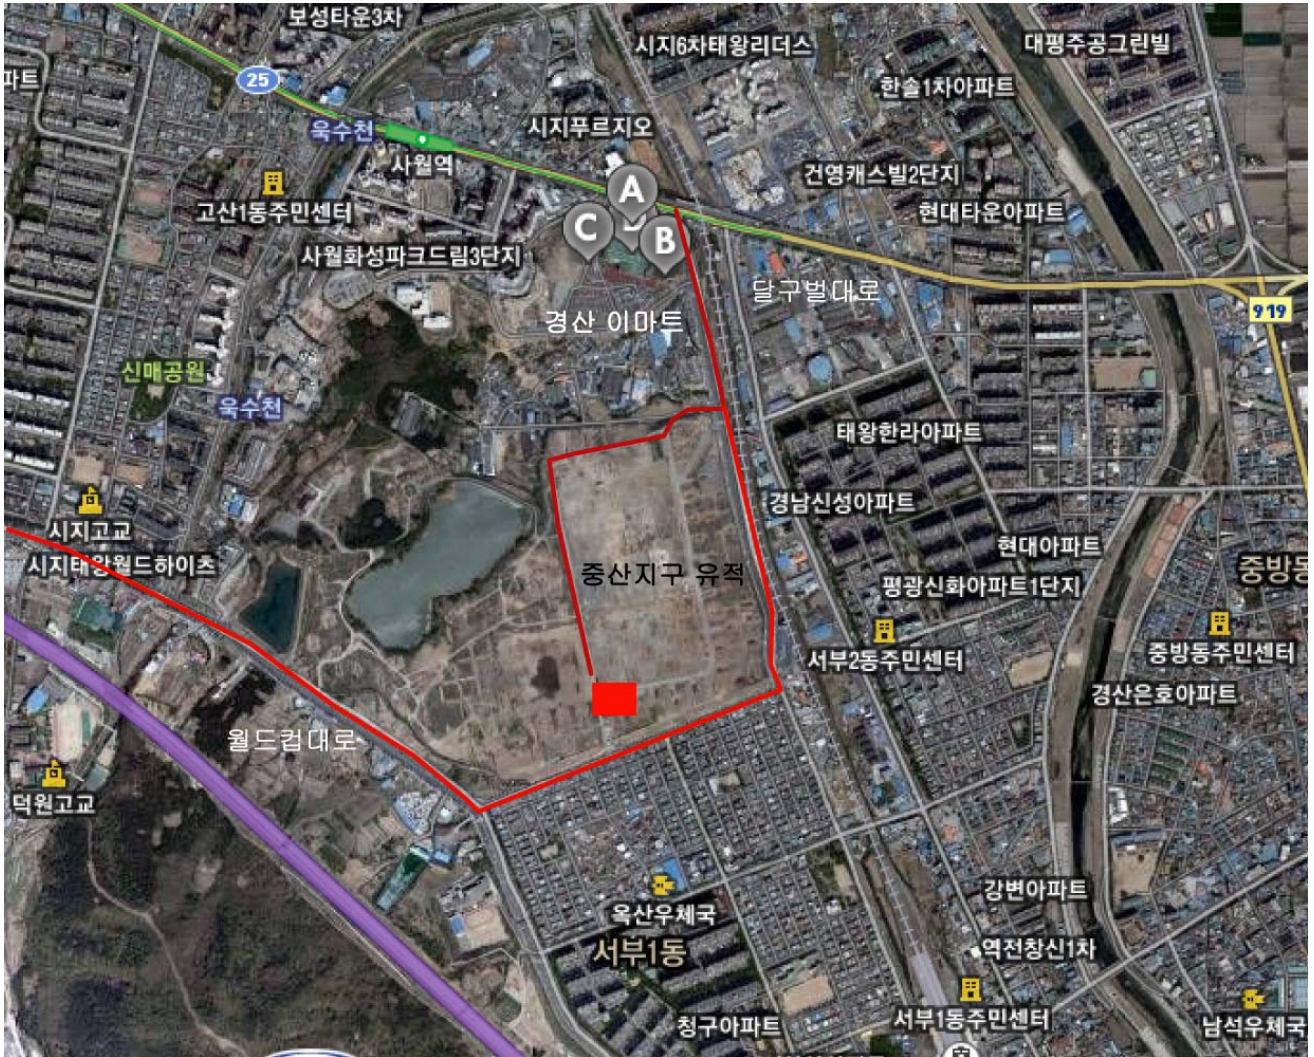 보성타운3차
시지6차태왕리더스
대평주공그린빌
파트
25
한솔1차아파트
욱수천
시지푸르지오
사월역
건영캐스빌2단지
고산1동주민센터
A
현대타운아파트
C
B
사월화성파크드림3단지
달구벌대로
919
경산 이마트
신매공원
욱수천
태왕한라아파트
경남신성아파트
시지고교
현대아파트
시지태왕월드하이츠
중산지구 유적
중방동
평광신화아파트1단지
서부2동주민센터
중방동주민센터
경산은호아파트
월드컵대로
덕원고교
강변아파트
옥산우체국
서부1동
역전창신1차
청구아파트
서부1동주민센터
남석우체국